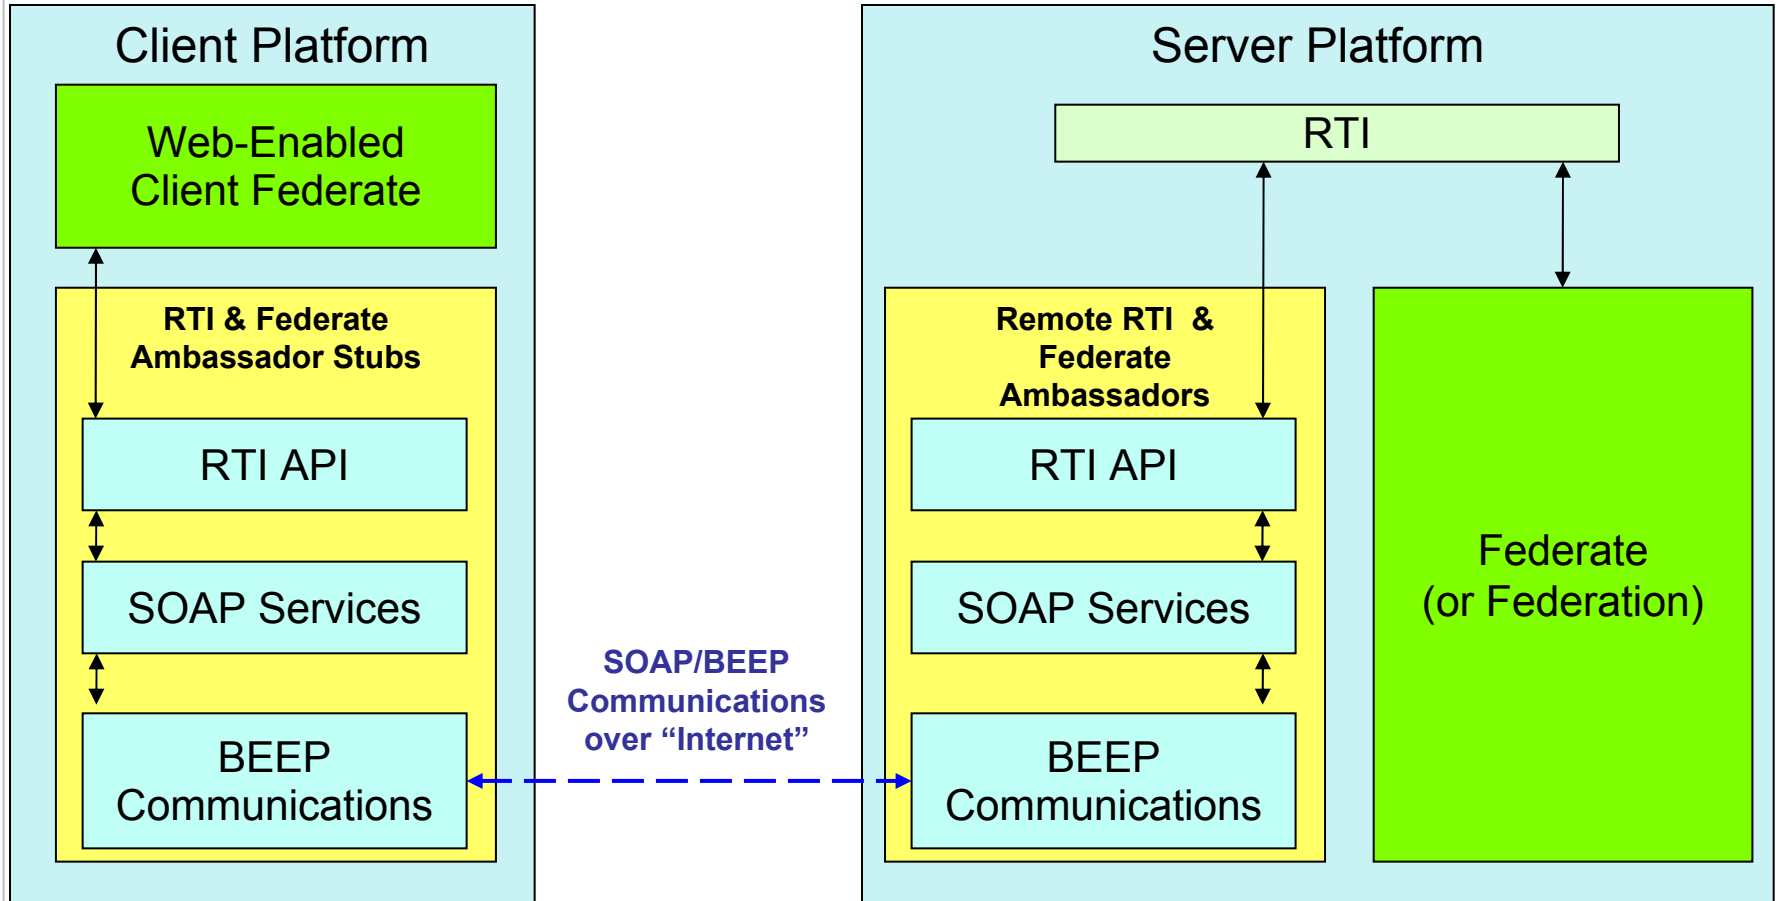 Client Platform
Web-Enabled
Client Federate
RTI & Federate
Ambassador Stubs
RTI API
SOAP Services
BEEP
Communications
SOAP/BEEP
Communications
over “Internet”
Server Platform
RTI
Remote RTI & 
Federate
Ambassadors
RTI API
SOAP Services
BEEP
Communications
Federate
(or Federation)